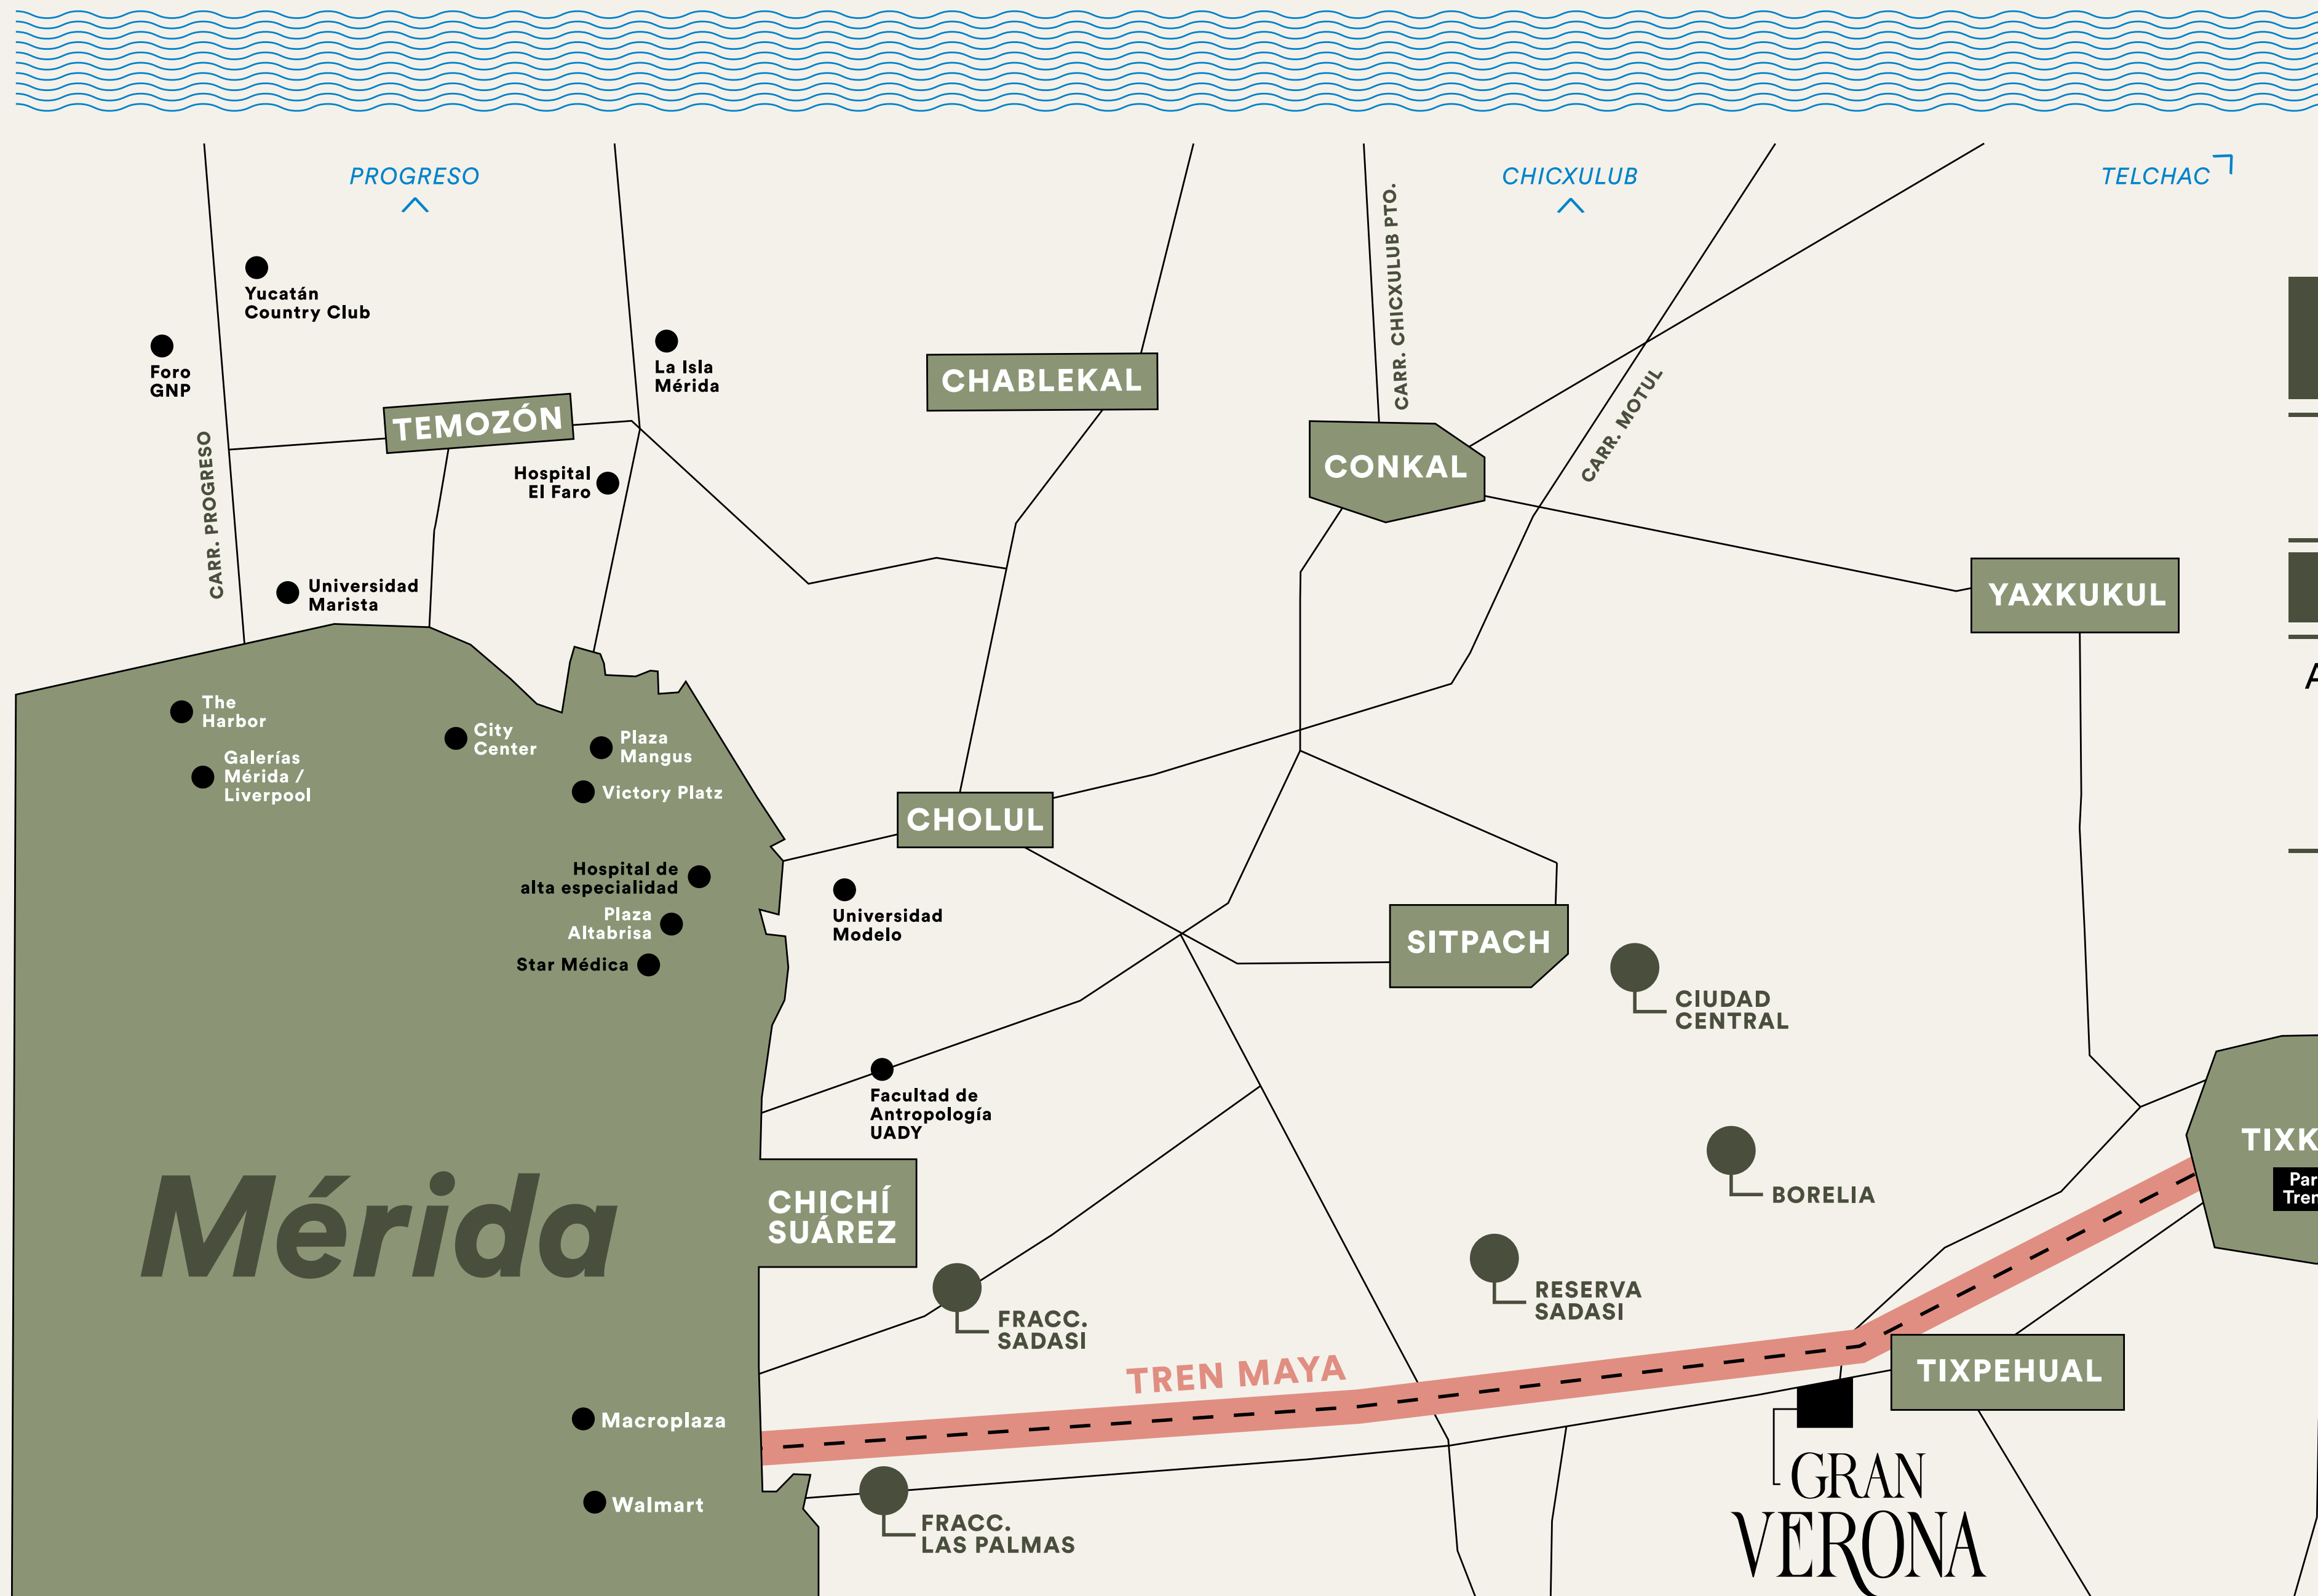 PROGRESO
CHICXULUB
TELCHAC
CARR. CHICXULUB PTO.
Yucatán
Country Club
Foro
GNP
La Isla
Mérida
CHABLEKAL
TEMOZÓN
CARR. MOTUL
CONKAL
CARR. PROGRESO
Hospital
El Faro
Universidad
Marista
YAXKUKUL
A
The
Harbor
City
Center
Plaza
Mangus
Galerías
Mérida /
Liverpool
Victory Platz
CHOLUL
Hospital de
alta especialidad
Plaza
Altabrisa
Star Médica
Universidad
Modelo
SITPACH
CIUDAD
CENTRAL
Facultad de
Antropología
UADY
TIXK
Par
Tren
BORELIA
Mérida
CHICHÍ
SUÁREZ
RESERVA
SADASI
FRACC.
SADASI
TREN MAYA
TIXPEHUAL
Macroplaza
Walmart
FRACC.
LAS PALMAS
GRAN
VERONA